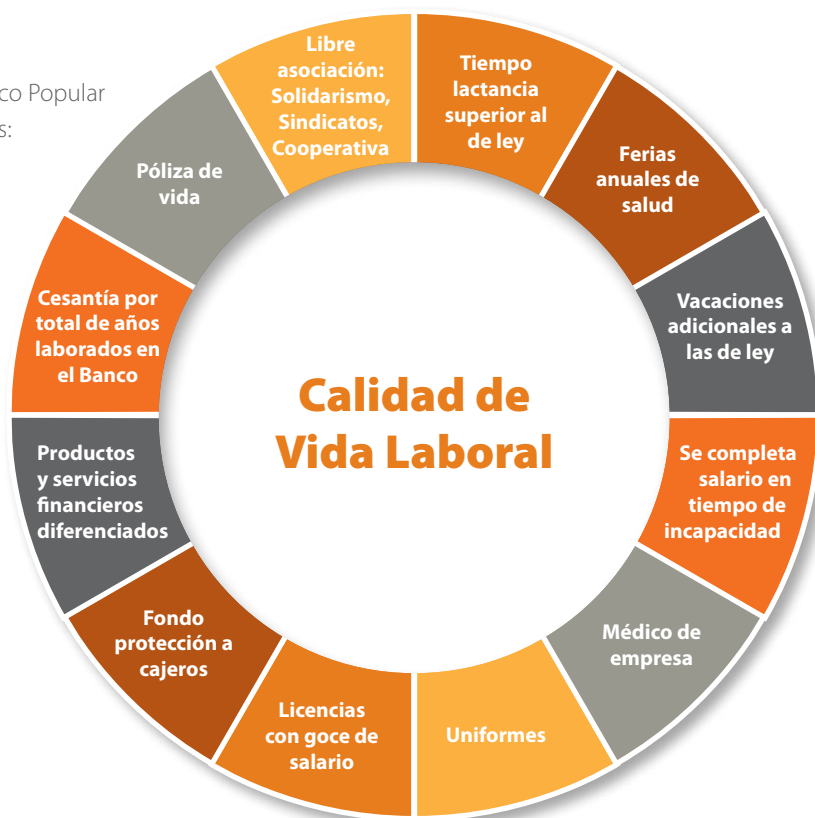 co Popular
s:
Libre
asociación:
Solidarismo,
Sindicatos,
Cooperativa
Tiempo
lactancia
superior al
de ley
Ferias
anuales de
salud
Vacaciones
adicionales a
las de ley
Se completa
salario en
tiempo de
incapacidad
Médico de
empresa
Uniformes
Licencias
con goce de
salario
Fondo
protección a
cajeros
Productos
y servicios
financieros
diferenciados
Cesantía por
total de años
laborados en
el Banco
Póliza de
vida
Calidad de
Vida Laboral